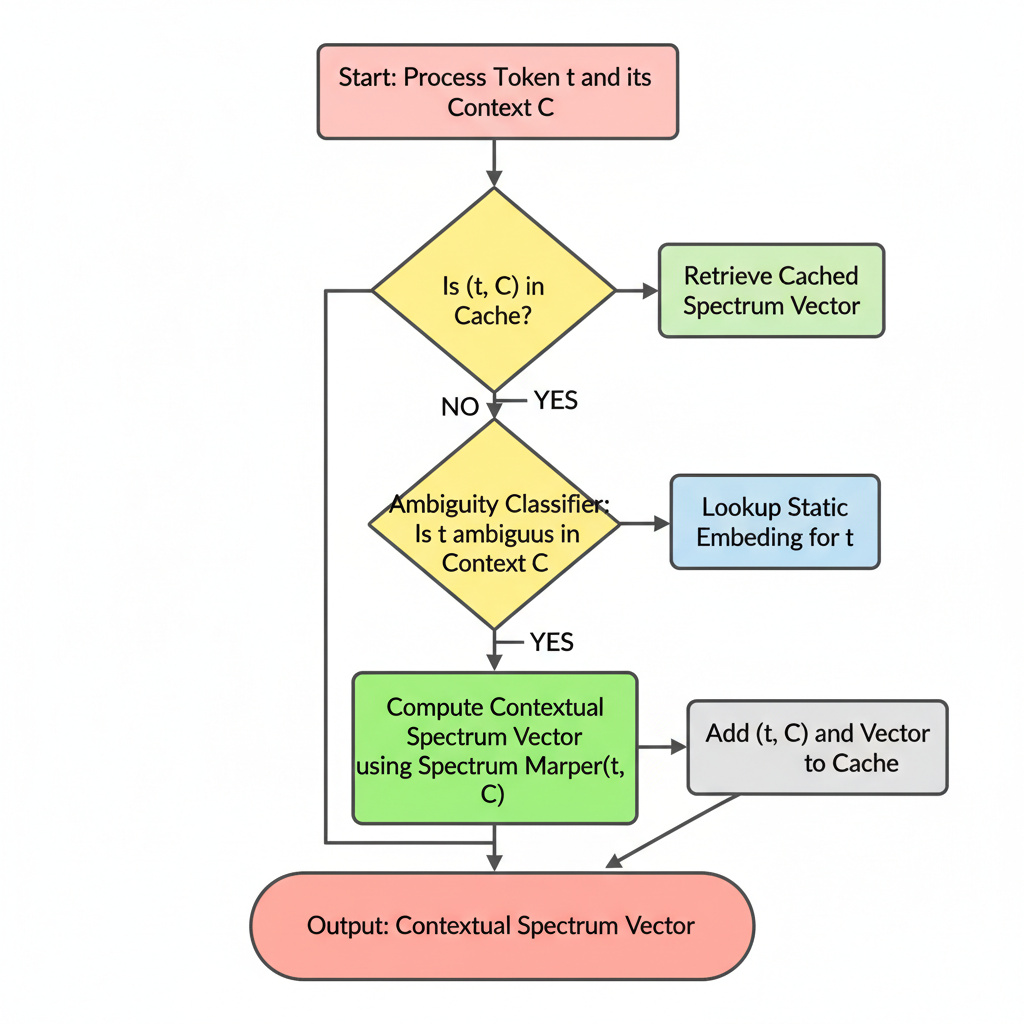 Start: Process Token t and its
Context C
Is (t, C) in
Cache?
Retrieve Cached
Spectrum Vector
NO
YES
Ambiguity Classifier:
Is t ambiguus in
Context C
Lookup Static
Embeding for t
YES
Compute Contextual
Spectrum Vector
using Spectrum Marper(t,
C)
Add (t, C) and Vector
to Cache
Output: Contextual Spectrum Vector